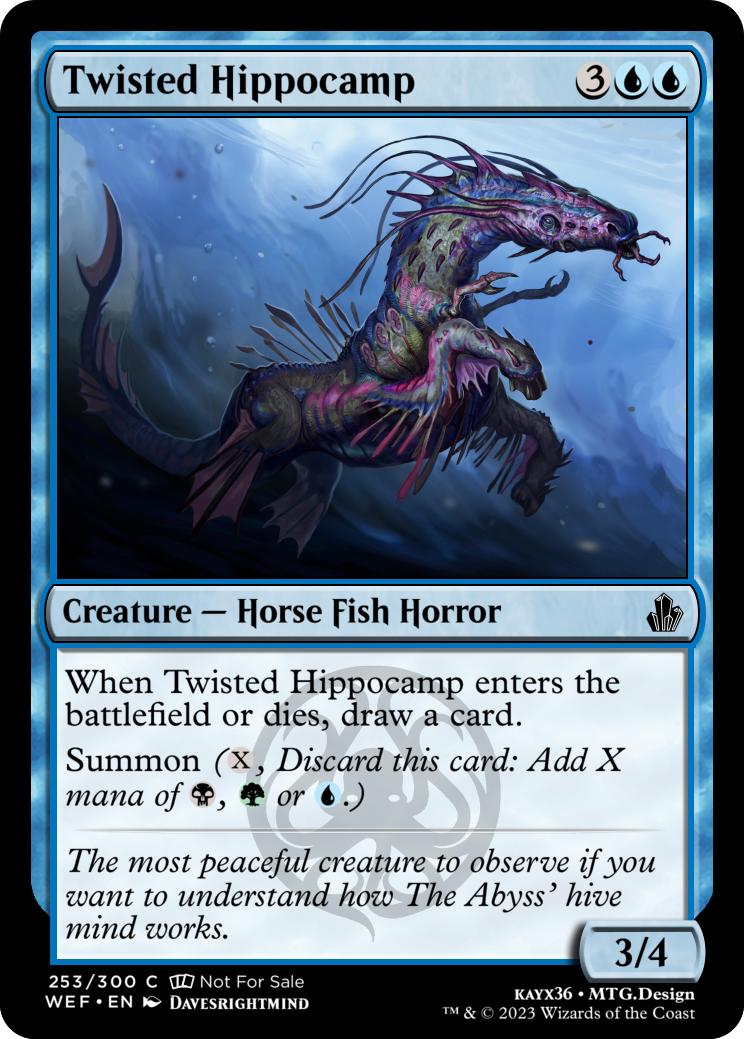 Twisted Hippocamp 3
Creature — Horse Fish Horror
When Twisted Hippocamp enters the
battlefield or dies, draw a card.
Summon (X, Discard this card: Add X
mana of , or .)
The most peaceful creature to observe if you
want to understand how The Abyss’ hive
mind works.
3/4
253/300 C Not For Sale
WEF • EN DAVESRIGHTMIND
KAYX36 • MTG.Design
™ & © 2023 Wizards of the Coast